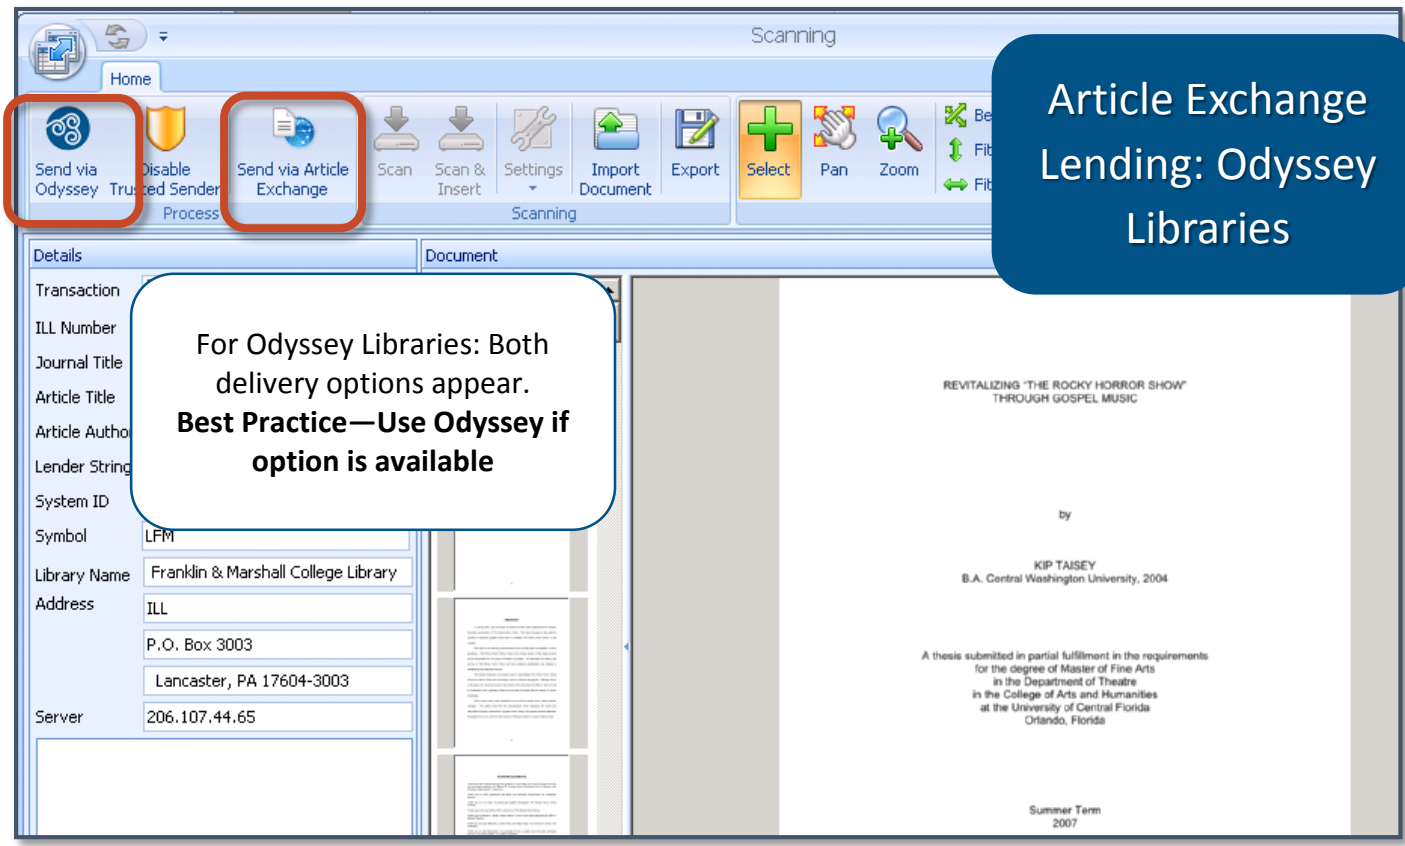 Scanning
Home
Article Exchange
Lending: Odyssey
Libraries
Send via
Odyssey
Disable
Trusted Sender
Send via Article
Exchange
Process
Scan
Scan &
Insert
Settings
Import
Document
Export
Scanning
Select
Pan
Zoom
Be
Fit
Fit
Details
Document
Transaction
ILL Number
Journal Title
Article Title
Article Autho
Lender String
System ID
For Odyssey Libraries: Both
delivery options appear.
Best Practice—Use Odyssey if
option is available
Symbol
LFM
Library Name
Franklin & Marshall College Library
Address
ILL
P.O. Box 3003
Lancaster, PA 17604-3003
Server
206.107.44.65
REVITALIZING "THE ROCKY HORROR SHOW"
THROUGH GOSPEL MUSIC
by
KIP TAISEY
B.A. Central Washington University, 2004
A thesis submitted in partial fulfillment in the requirements
for the degree of Master of Fine Arts
in the Department of Theatre
in the College of Arts and Humanities
at the University of Central Florida
Orlando, Florida
Summer Term
2007